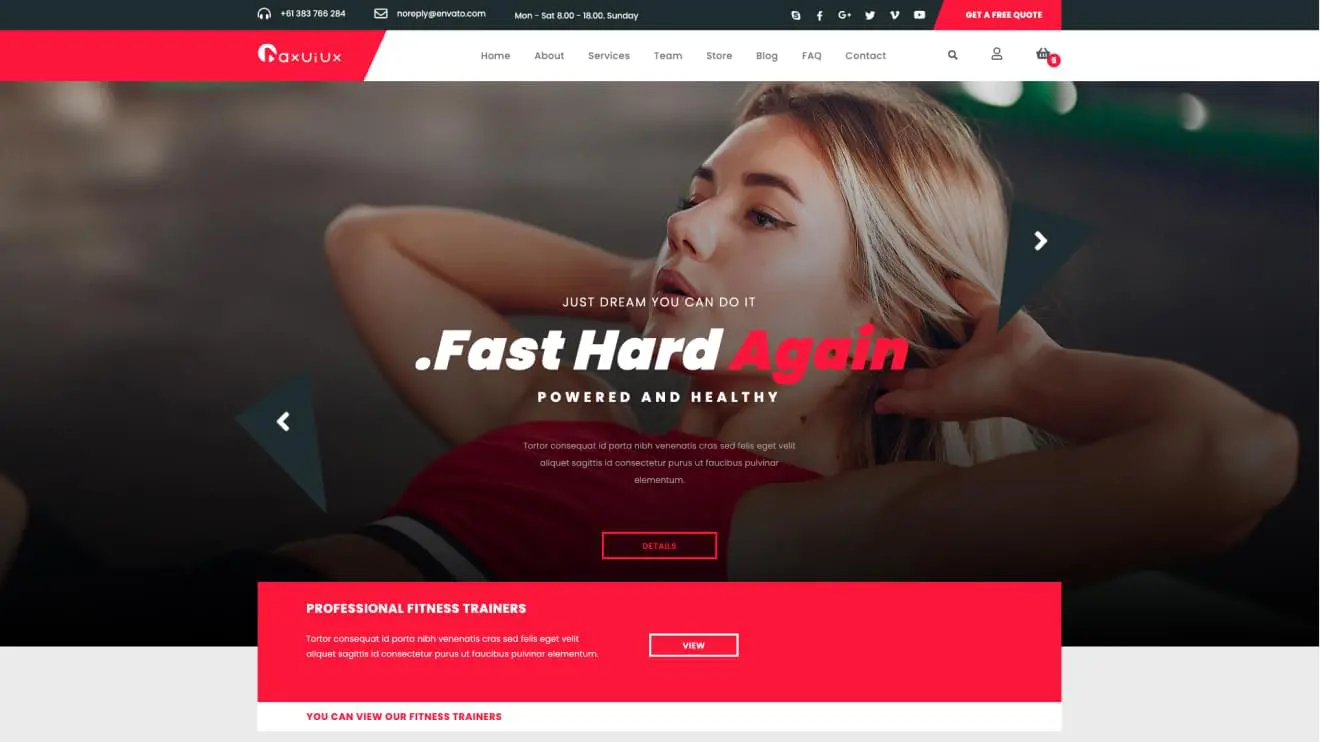 +61 383 766 284
noreply@envato.com
Mon - Sat 8.00 - 18.00. Sunday
GET A FREE QUOTE
axUiUx
Home About Services Team Store Blog FAQ Contact
5
JUST DREAM YOU CAN DO IT
.Fast Hard Again
POWERED AND HEALTHY
Tortor consequat id porta nibh venenatis cras sed felis eget velit
aliquet sagittis id consectetur purus ut faucibus pulvinar
elementum.
DETAILS
PROFESSIONAL FITNESS TRAINERS
Tortor consequat id porta nibh venenatis cras sed felis eget velit
aliquet sagittis id consectetur purus ut faucibus pulvinar elementum.
VIEW
YOU CAN VIEW OUR FITNESS TRAINERS